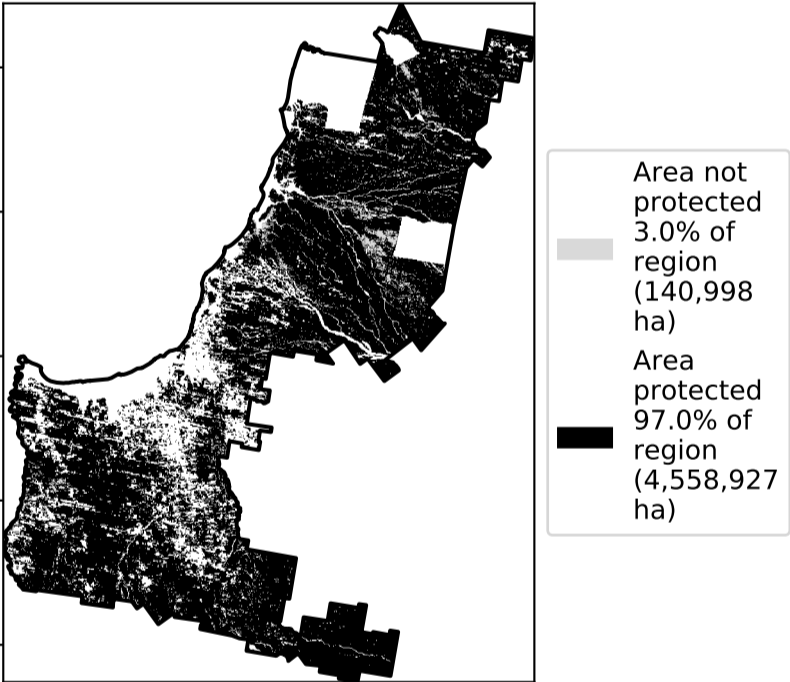 Area not
protected
3.0% of
region
(140,998
ha)
Area
protected
97.0% of
region
(4,558,927
ha)